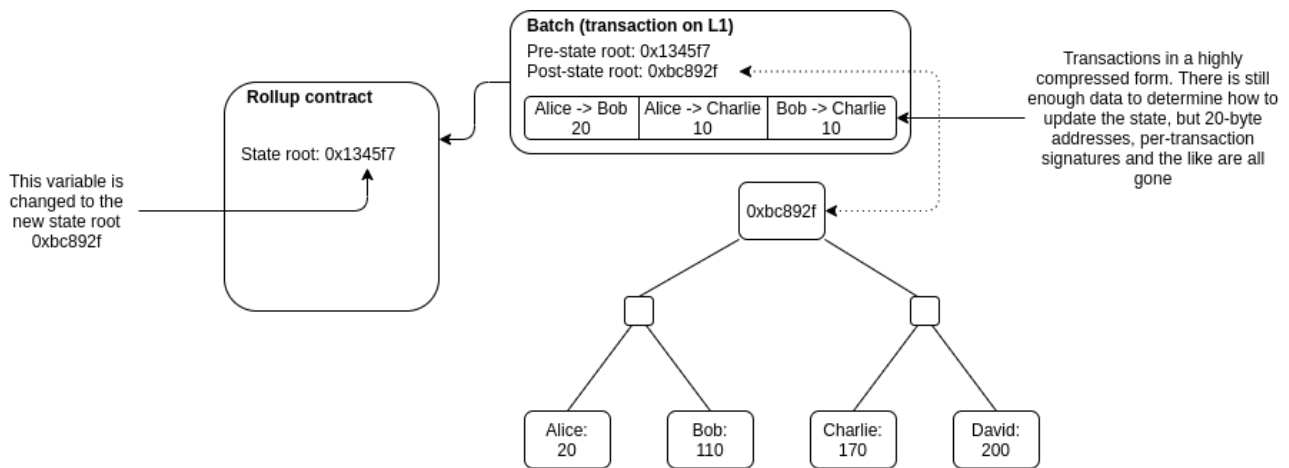 Batch (transaction on L1)
Pre-state root: 0x1345f7
Post-state root: 0xbc892f
Alice -> Bob
20
Alice -> Charlie
10
Bob -> Charlie
10
Transactions in a highly
compressed form. There is still
enough data to determine how to
update the state, but 20-byte
addresses, per-transaction
signatures and the like are all
gone
Rollup contract
State root: 0x1345f7
This variable is
changed to the
new state root
0xbc892f
0xbc892f
Alice:
20
Bob:
110
Charlie:
170
David:
200